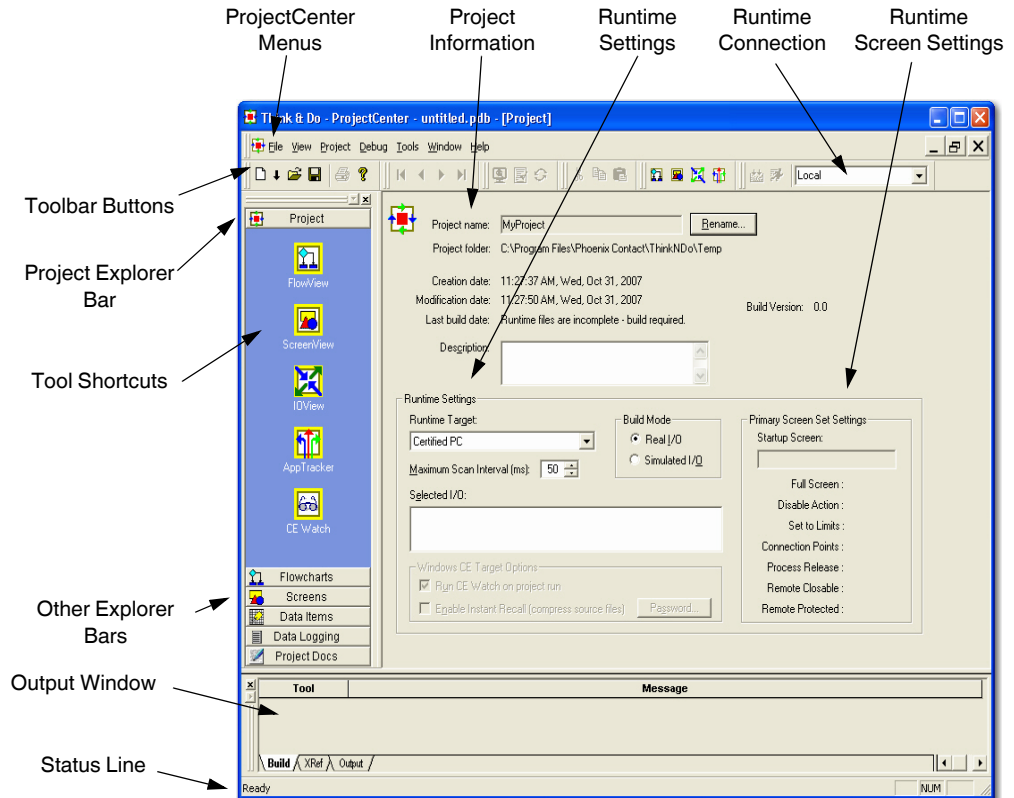 ProjectCenter
Menus
Project
Information
Runtime
Settings
Runtime
Connection
Runtime
Screen Settings
Toolbar Buttons
Project Explorer
Bar
Tool Shortcuts
Other Explorer
Bars
Output Window
Status Line
Think & Do - ProjectCenter - untitled.pdb - [Project]
File View Project Debug Tools Window Help
Local
Project
FlowView
ScreenView
IOView
AppTracker
CE Watch
Flowcharts
Screens
Data Items
Data Logging
Project Docs
Project name: MyProject Rename...
Project folder: C:\Program Files\Phoenix Contact\ThinkNDo\Temp
Creation date: 11:27:37 AM, Wed, Oct 31, 2007
Modification date: 11:27:50 AM, Wed, Oct 31, 2007
Build Version: 0.0
Last build date: Runtime files are incomplete - build required.
Description:
Runtime Settings
Runtime Target:
Certified PC
Maximum Scan Interval (ms): 50
Build Mode
Real I/O
Simulated I/O
Selected I/O:
Windows CE Target Options
Run CE Watch on project run
Enable Instant Recall (compress source files) Password...
Primary Screen Set Settings
Startup Screen:
Full Screen :
Disable Action :
Set to Limits :
Connection Points :
Process Release :
Remote Closable :
Remote Protected :
Tool Message
Build XRef Output
Ready NUM